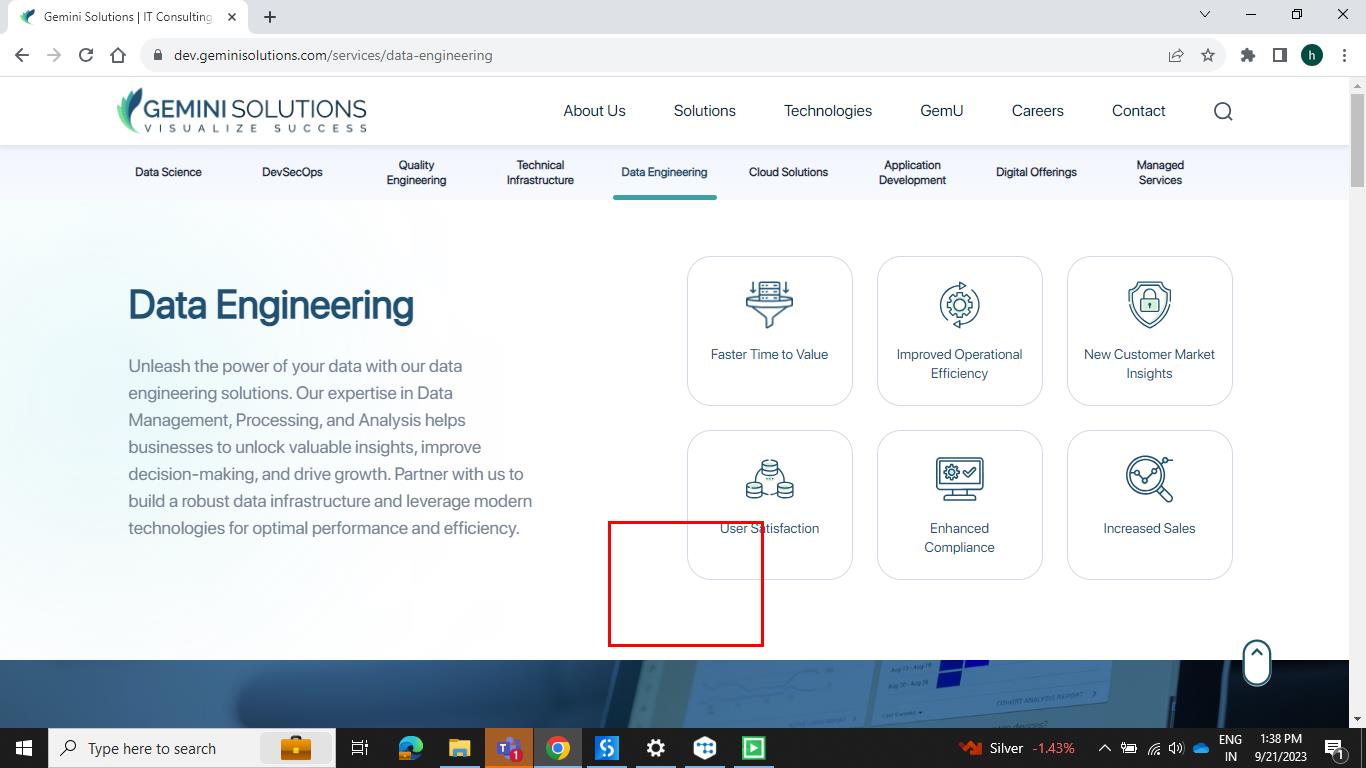 Gemini Solutions | IT Consulting
dev.geminisolutions.com/services/data-engineering
h
GEMINI SOLUTIONS
VISUALIZE SUCCESS
About Us
Solutions
Technologies
GemU
Careers
Contact
Data Science
DevSecOps
Quality
Engineering
Technical
Infrastructure
Data Engineering
Cloud Solutions
Application
Development
Digital Offerings
Managed
Services
Data Engineering
Unleash the power of your data with our data
engineering solutions. Our expertise in Data
Management, Processing, and Analysis helps
businesses to unlock valuable insights, improve
decision-making, and drive growth. Partner with us to
build a robust data infrastructure and leverage modern
technologies for optimal performance and efficiency.
Faster Time to Value
Improved Operational
Efficiency
New Customer Market
Insights
User Satisfaction
Enhanced
Compliance
Increased Sales
COHORT ANALYSIS REPORT
Type here to search
1
Silver -1.43%
ENG
IN
1:38 PM
9/21/2023
1